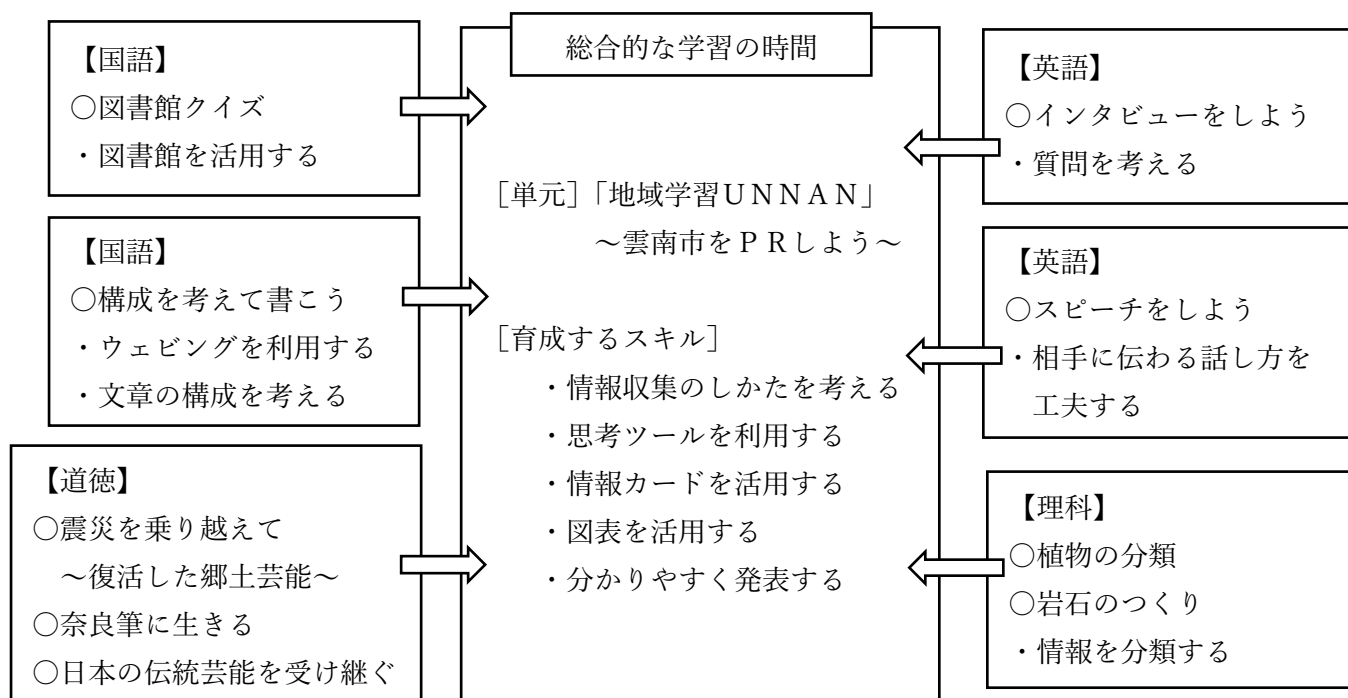 【国語】
○図書館クイズ
・図書館を活用する
【国語】
○構成を考えて書こう
・ウェビングを利用する
・文章の構成を考える
【道徳】
○震災を乗り越えて
～復活した郷土芸能～
○奈良筆に生きる
○日本の伝統芸能を受け継ぐ
総合的な学習の時間
［単元］「地域学習ＵＮＮＡＮ」
～雲南市をＰＲしよう～
［育成するスキル］
・情報収集のしかたを考える
・思考ツールを利用する
・情報カードを活用する
・図表を活用する
・分かりやすく発表する
【英語】
○インタビューをしよう
・質問を考える
【英語】
○スピーチをしよう
・相手に伝わる話し方を
工夫する
【理科】
○植物の分類
○岩石のつくり
・情報を分類する